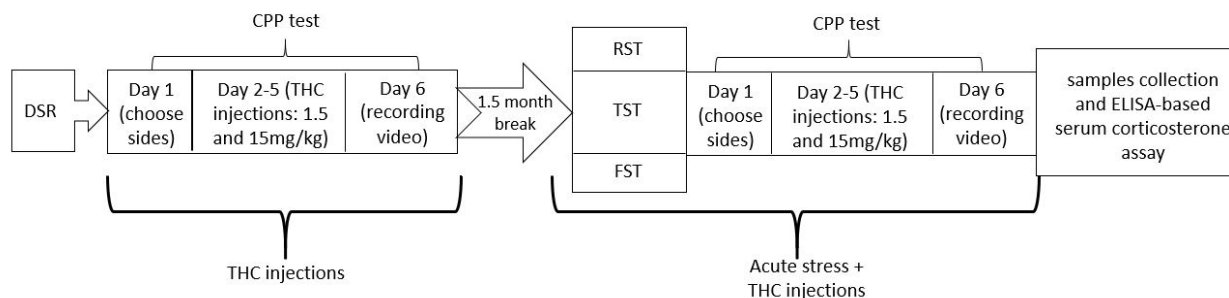 CPP test
DSR
Day 1
(choose
sides)
Day 2-5 (THC
injections: 1.5
and 15mg/kg)
Day 6
(recording
video)
THC injections
1.5 month
break
RST
TST
FST
CPP test
Day 1
(choose
sides)
Day 2-5 (THC
injections: 1.5
and 15mg/kg)
Day 6
(recording
video)
Acute stress +
THC injections
samples collection
and ELISA-based
serum corticosterone
assay